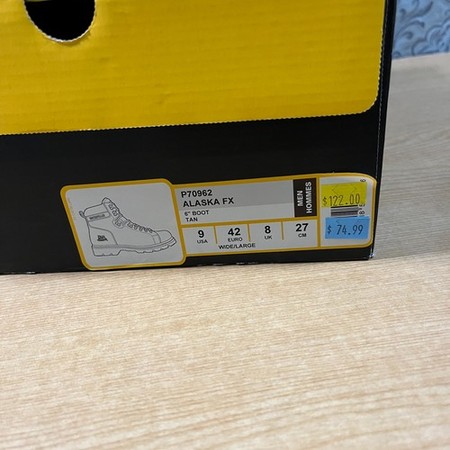 P70962
ALASKA FX
6" BOOT
TAN
MEN
HOMMES
9 42 8 27
USA EURO UK CM
WIDE/LARGE
$122.00
$ 74.99